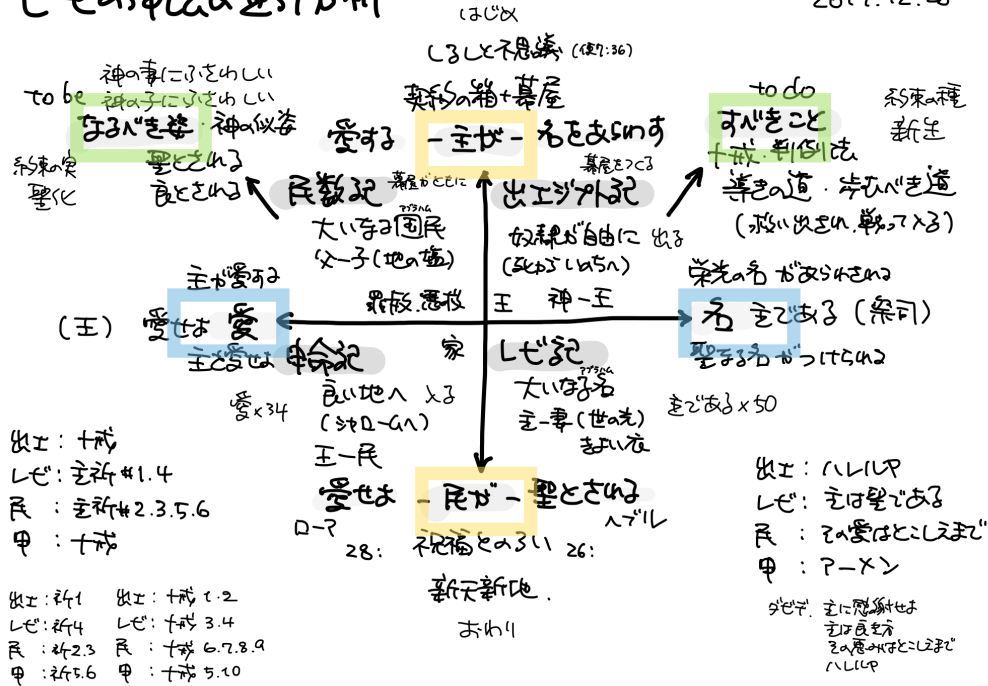 はじめ
しるしと不思議 (使7:36)
契約の箱+幕屋
to be
神の妻にふさわしい
神の子にふさわしい
なるべき姿・神の似姿
約束の実
聖化
聖とされる
良とされる
愛する -主が- 名をあらわす
to do
すべきこと
約束の種
新生
十戒・判例法
導きの道・歩むべき道
(救い出され、戦って入る)
民数記
幕屋がともに
アブラハム
大いなる国民
父-子(地の塩)
幕屋をつくる
出エジプト記
奴隷が自由に 出る
(死からいのちへ)
主が愛する
(王) 愛せよ 愛
主を愛せよ
愛×34
罪赦・悪赦
王 神-王
家
栄光の名があらわされる
名 主である (祭司)
聖なる名がつけられる
主である×50
申命記
良い地へ 入る
(シャロームへ)
王-民
レビ記
アブラハム
大いなる名
主-妻(世の光)
きよい衣
愛せよ -民が- 聖とされる
ローマ
ヘブル
28: 祝福とのろい 26:
新天新地.
おわり
出エ:十戒
レビ:主祈#1.4
民:主祈#2.3.5.6
申:十戒
出エ:祈1 出エ:十戒1.2
レビ:祈4 レビ:十戒3.4
民:祈2.3 民:十戒6.7.8.9
申:祈5.6 申:十戒5.10
出エ:ハレルヤ
レビ:主は聖である
民:その愛はとこしえまで
申:アーメン
ダビデ. 主に感謝せよ
主は良き方
その恵みはとこしえまで
ハレルヤ